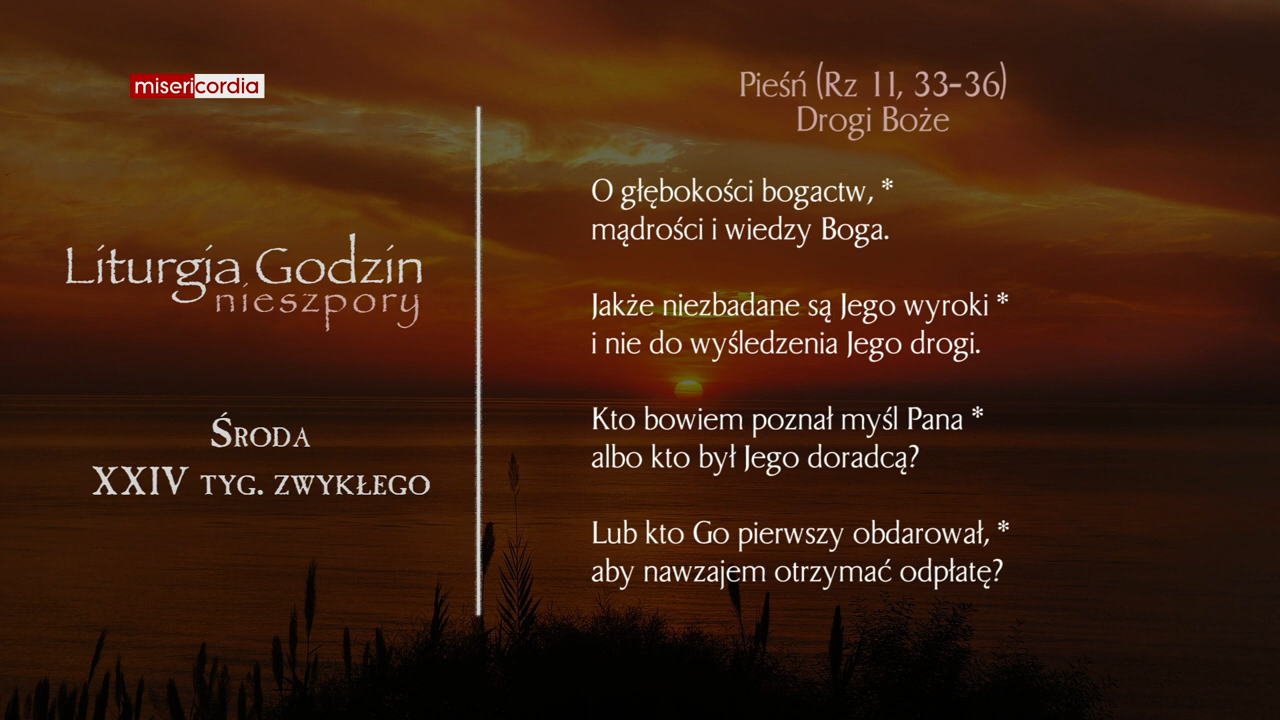 misericordia
Liturgia Godzin
nieszpory
Środa
XXIV tyg. zwykłego
Pieśń (Rz 11, 33-36)
Drogi Boże
O głębokości bogactw, *
mądrości i wiedzy Boga.
Jakże niezbadane są Jego wyroki *
i nie do wyśledzenia Jego drogi.
Kto bowiem poznał myśl Pana *
albo kto był Jego doradcą?
Lub kto Go pierwszy obdarował, *
aby nawzajem otrzymać odpłatę?